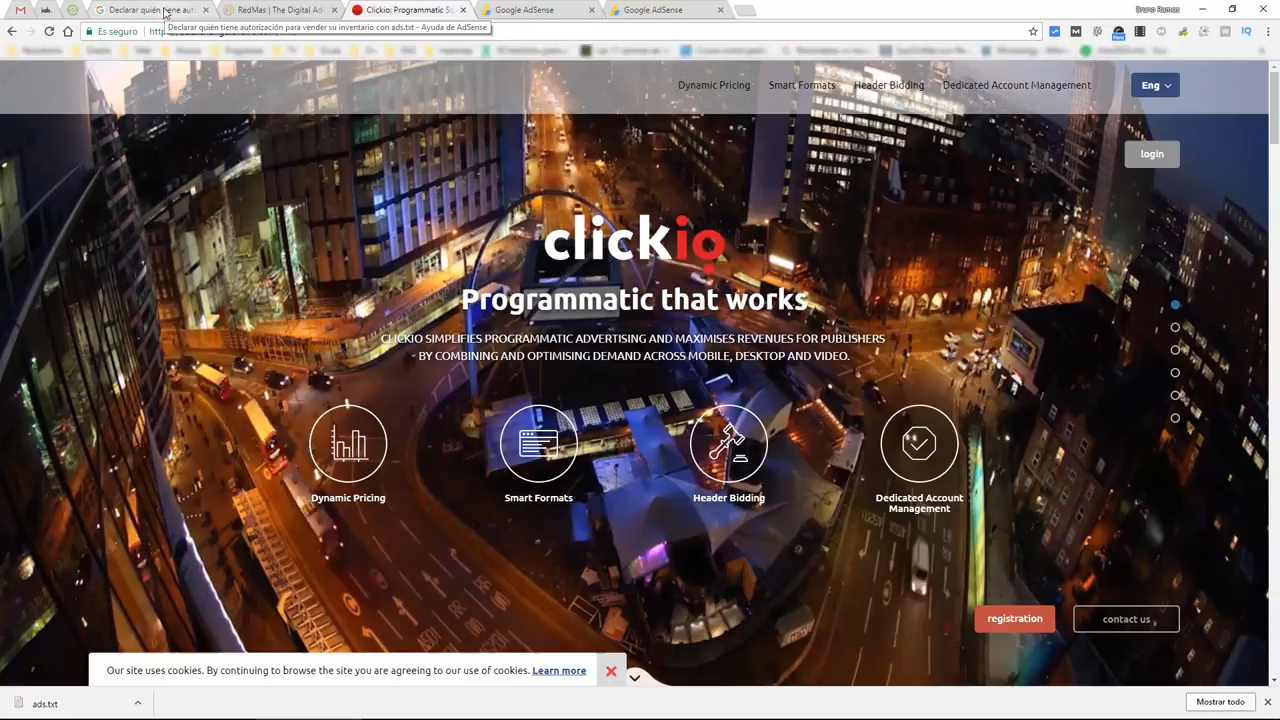 Declarar quién tiene auto
RedMas | The Digital Ad
Clickio: Programmatic So
Google AdSense
Google AdSense
Bruno Ramos
Declarar quién tiene autorización para vender su inventario con ads.txt - Ayuda de AdSense
Es seguro
Dynamic Pricing
Smart Formats
Header Bidding
Dedicated Account Management
Eng
login
clickio
Programmatic that works
CLICKIO SIMPLIFIES PROGRAMMATIC ADVERTISING AND MAXIMISES REVENUES FOR PUBLISHERS
BY COMBINING AND OPTIMISING DEMAND ACROSS MOBILE, DESKTOP AND VIDEO.
Dynamic Pricing
Smart Formats
Header Bidding
Dedicated Account
Management
registration
contact us
Our site uses cookies. By continuing to browse the site you are agreeing to our use of cookies. Learn more
ads.txt
Mostrar todo